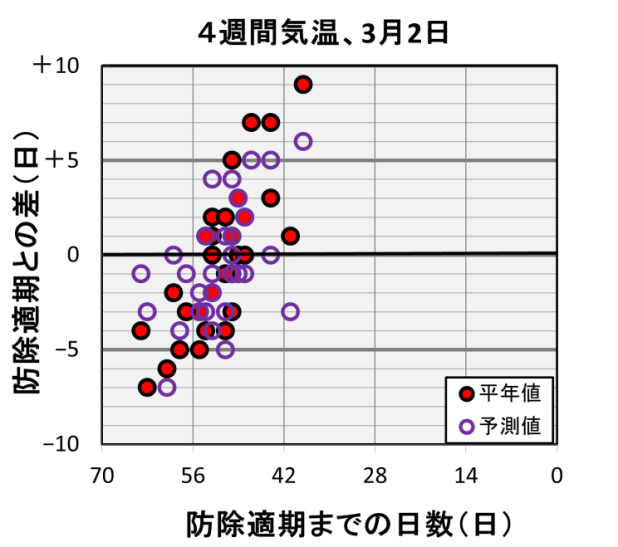 ４週間気温、3月2日
防除適期との差（日）
＋10
＋5
0
−5
−10
平年値
予測値
70 56 42 28 14 0
防除適期までの日数（日）